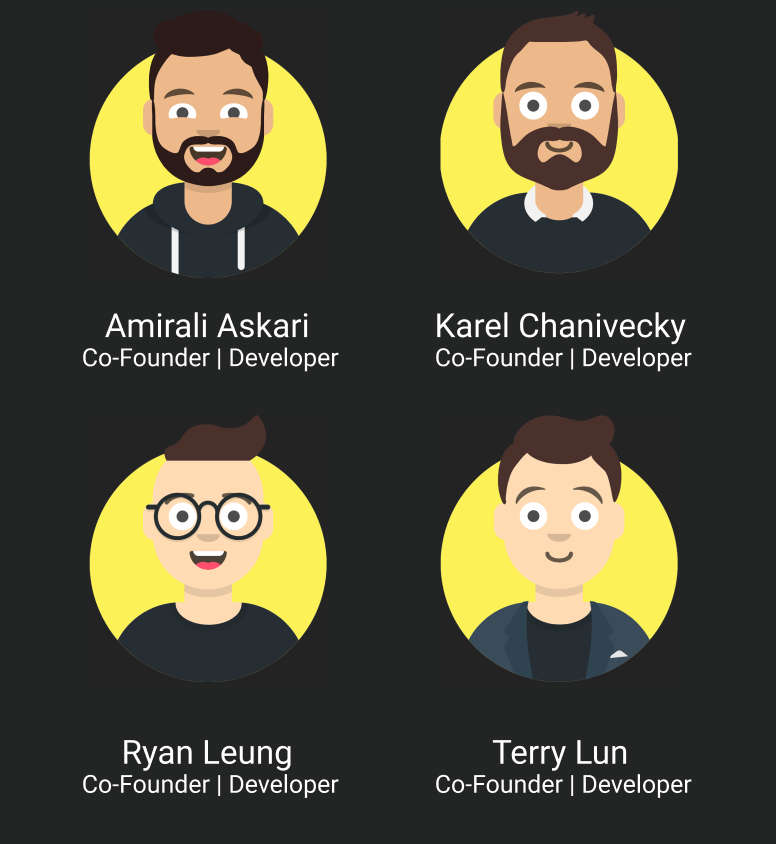 Amirali Askari
Co-Founder | Developer
Karel Chanivecky
Co-Founder | Developer
Ryan Leung
Co-Founder | Developer
Terry Lun
Co-Founder | Developer